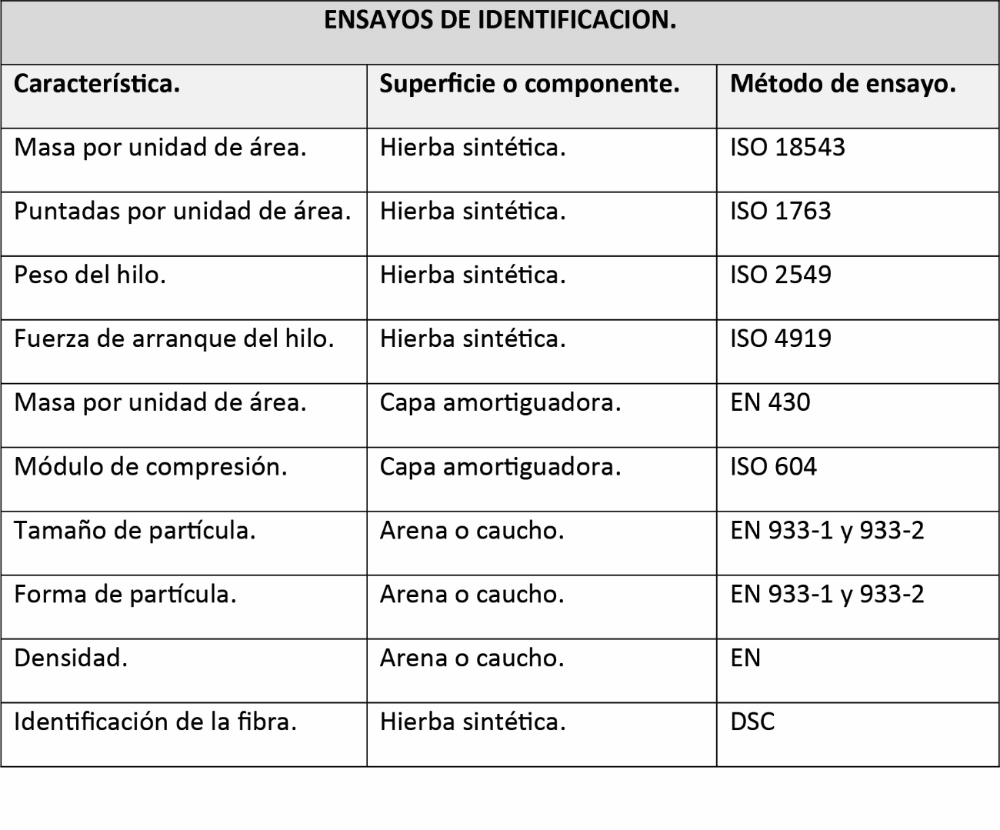 ENSAYOS DE IDENTIFICACION.
Característica. Superficie o componente. Método de ensayo.
Masa por unidad de área. Hierba sintética. ISO 18543
Puntadas por unidad de área. Hierba sintética. ISO 1763
Peso del hilo. Hierba sintética. ISO 2549
Fuerza de arranque del hilo. Hierba sintética. ISO 4919
Masa por unidad de área. Capa amortiguadora. EN 430
Módulo de compresión. Capa amortiguadora. ISO 604
Tamaño de partícula. Arena o caucho. EN 933-1 y 933-2
Forma de partícula. Arena o caucho. EN 933-1 y 933-2
Densidad. Arena o caucho. EN
Identificación de la fibra. Hierba sintética. DSC